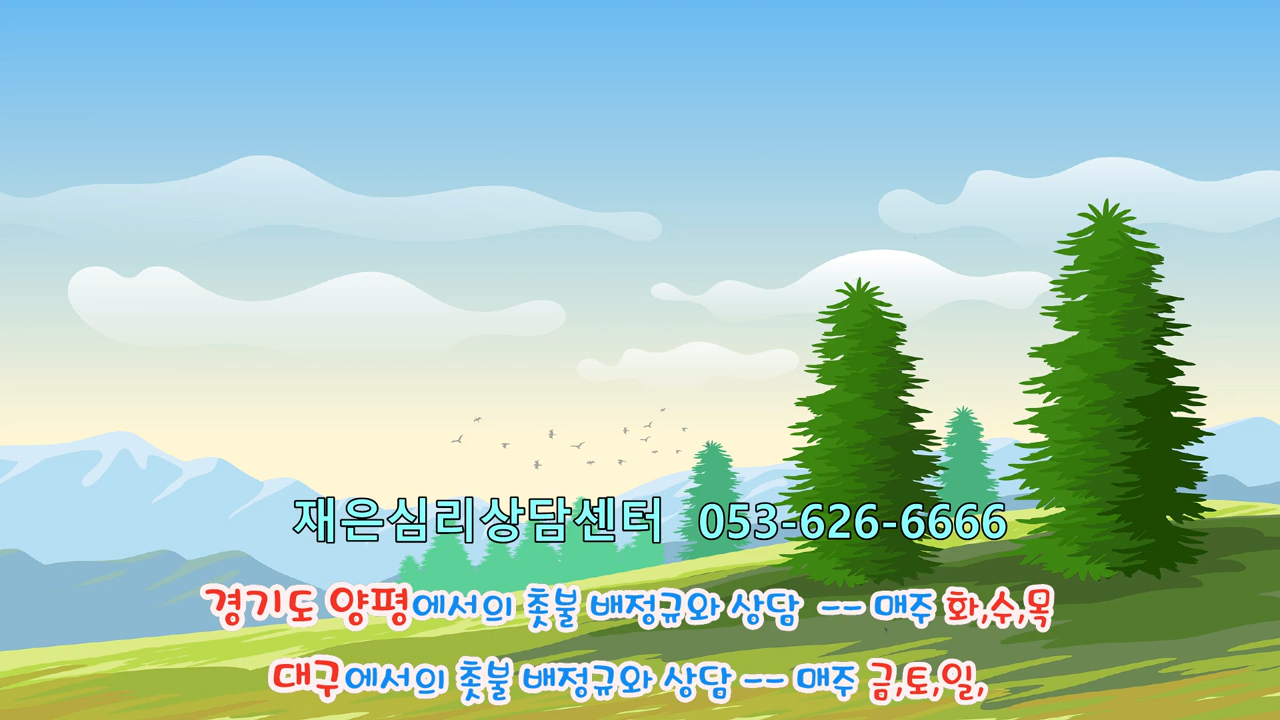 재은심리상담센터 053-626-6666
경기도 양평에서의 촛불 배정규와 상담 -- 매주 화,수,목
대구에서의 촛불 배정규와 상담 -- 매주 금,토,일,